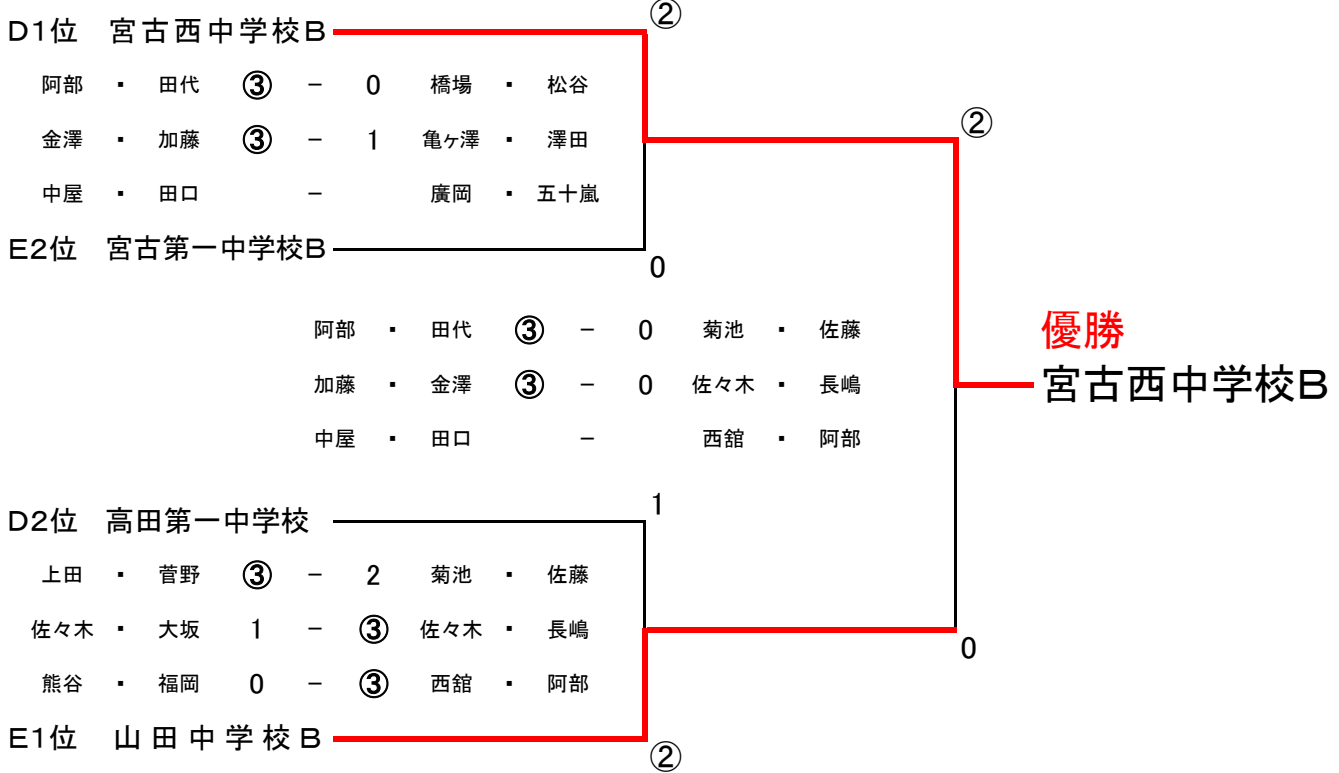 ②
D1位 宮古西中学校B
阿部 ・ 田代 ③ − 0 橋場 ・ 松谷
②
金澤 ・ 加藤 ③ − 1 亀ヶ澤 ・ 澤田
中屋 ・ 田口 − 廣岡 ・ 五十嵐
E2位 宮古第一中学校B
0
阿部 ・ 田代 ③ − 0 菊池 ・ 佐藤
優勝
加藤 ・ 金澤 ③ − 0 佐々木 ・ 長嶋
宮古西中学校B
中屋 ・ 田口 − 西舘 ・ 阿部
1
D2位 高田第一中学校
上田 ・ 菅野 ③ − 2 菊池 ・ 佐藤
佐々木 ・ 大坂 1 − ③ 佐々木 ・ 長嶋
0
熊谷 ・ 福岡 0 − ③ 西舘 ・ 阿部
E1位 山田中学校B
②